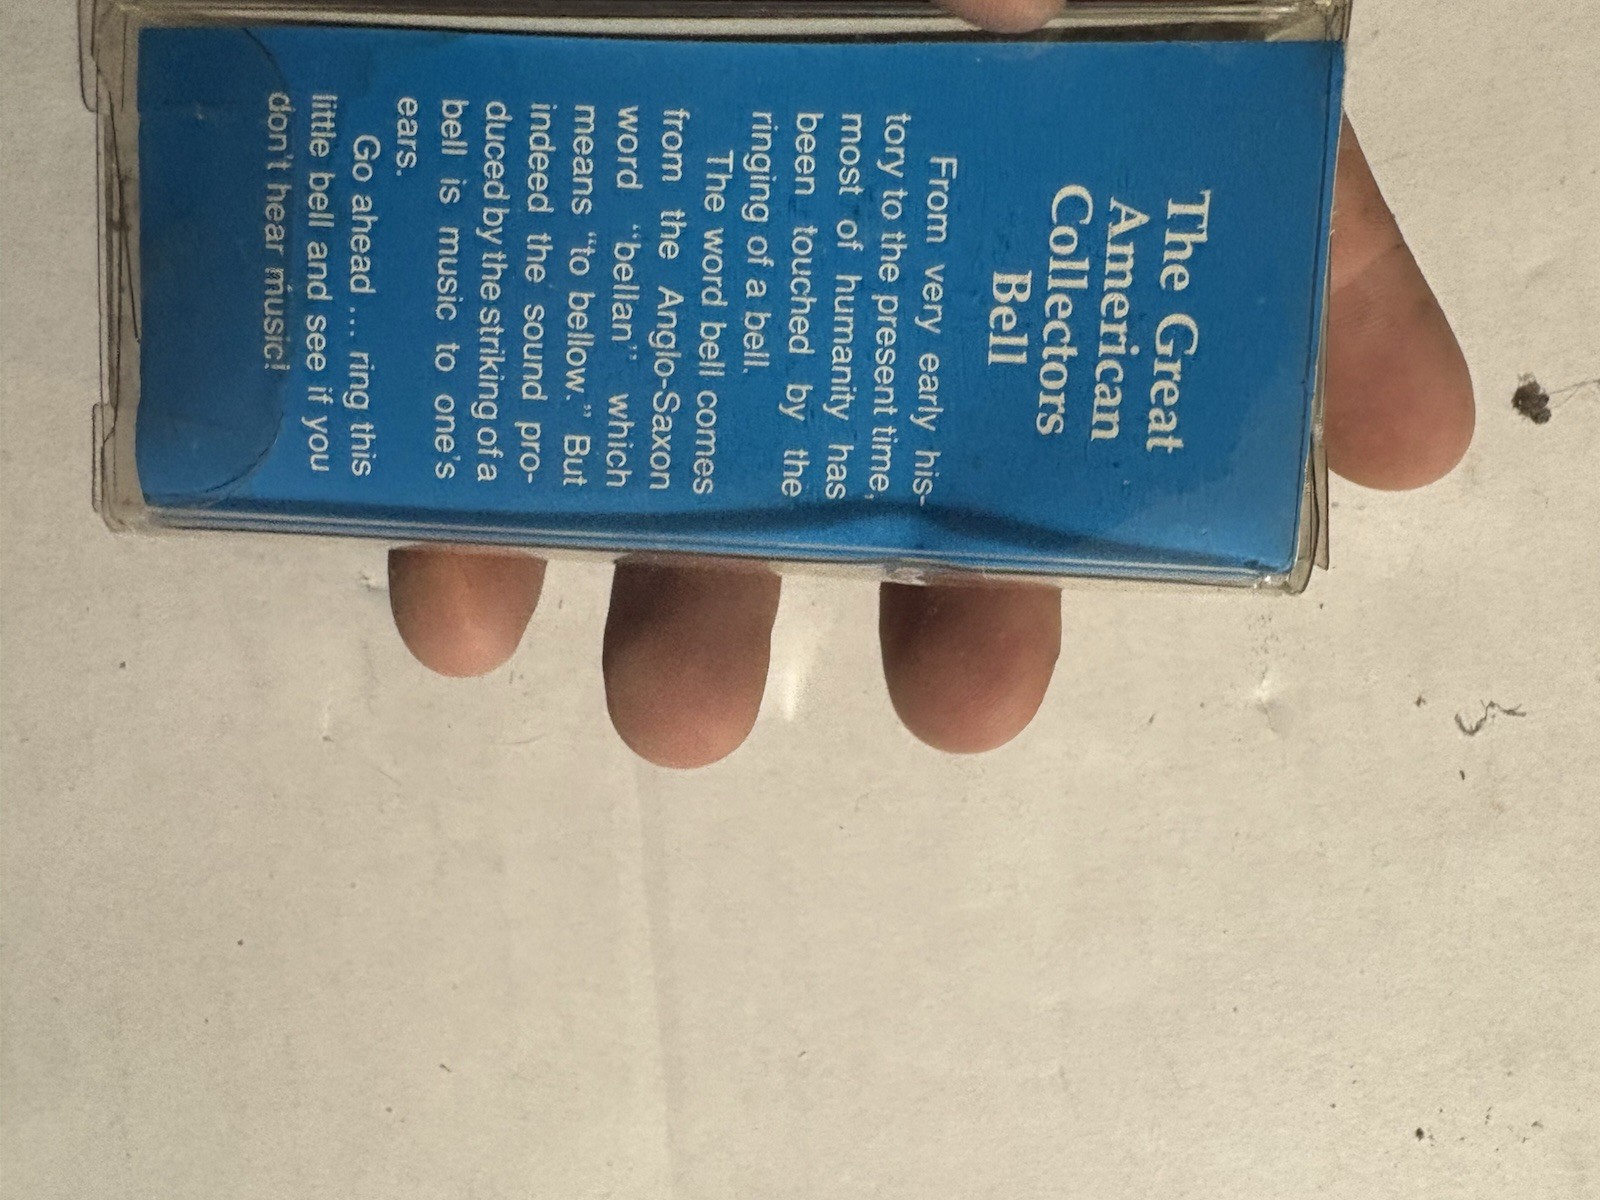 The Great
American
Collectors
Bell
From very early his-
tory to the present time,
most of humanity has
been touched by the
ringing of a bell.
The word bell comes
from the Anglo-Saxon
word “bellan” which
means “to bellow.” But
indeed the sound pro-
duced by the striking of a
bell is music to one's
ears.
Go ahead ... ring this
little bell and see if you
don't hear music!